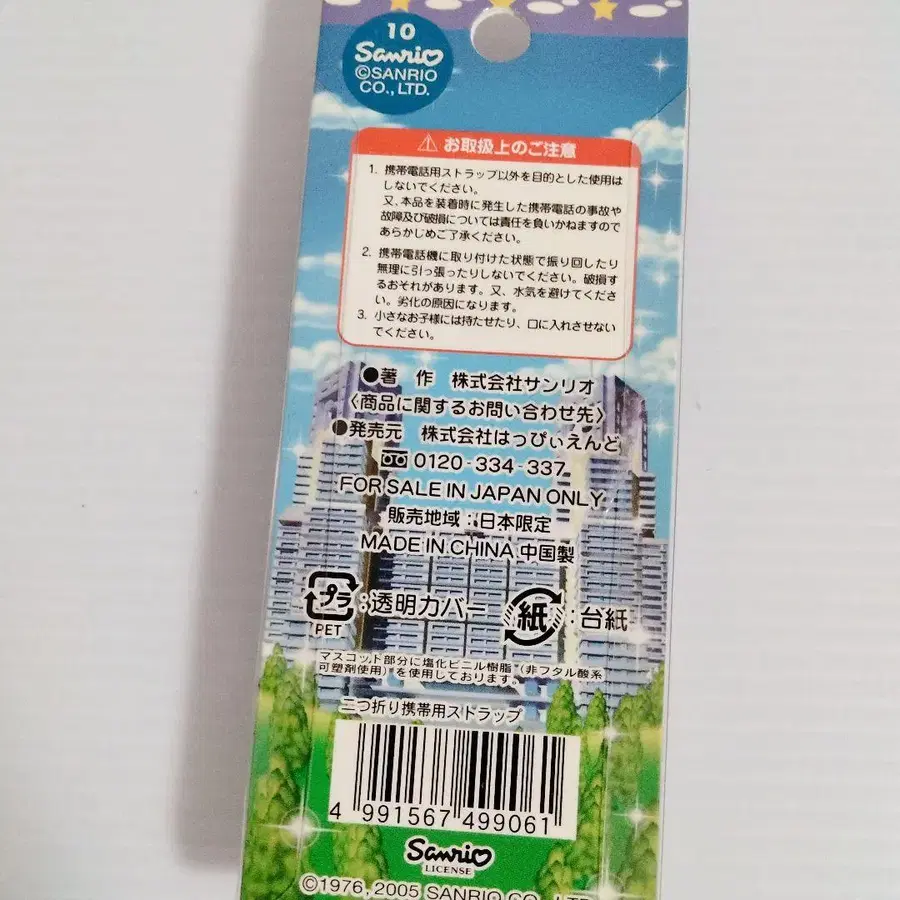 10
Sanrio
©SANRIO
CO., LTD.
⚠ お取扱上のご注意
1. 携帯電話用ストラップ以外を目的とした使用は
しないでください。
又、本品を装着時に発生した携帯電話の事故や
故障及び破損については責任を負いかねますので
あらかじめご了承ください。
2. 携帯電話機に取り付けた状態で振り回したり
無理に引っ張ったりしないでください。破損す
るおそれがあります。又、水気を避けてくださ
い。劣化の原因になります。
3. 小さなお子様には持たせたり、口に入れさせない
でください。
●著 作 株式会社サンリオ
〈商品に関するお問い合わせ先〉
●発売元 株式会社はっぴぃえんど
0120-334-337
FOR SALE IN JAPAN ONLY
販売地域：日本限定
MADE IN CHINA 中国製
プラ：透明カバー 紙：台紙
PET
マスコット部分に塩化ビニル樹脂（非フタル酸系
可塑剤使用）を使用しております。
二つ折り携帯用ストラップ
4 991567 499061
Sanrio
LICENSE
©1976, 2005 SANRIO CO., LTD.